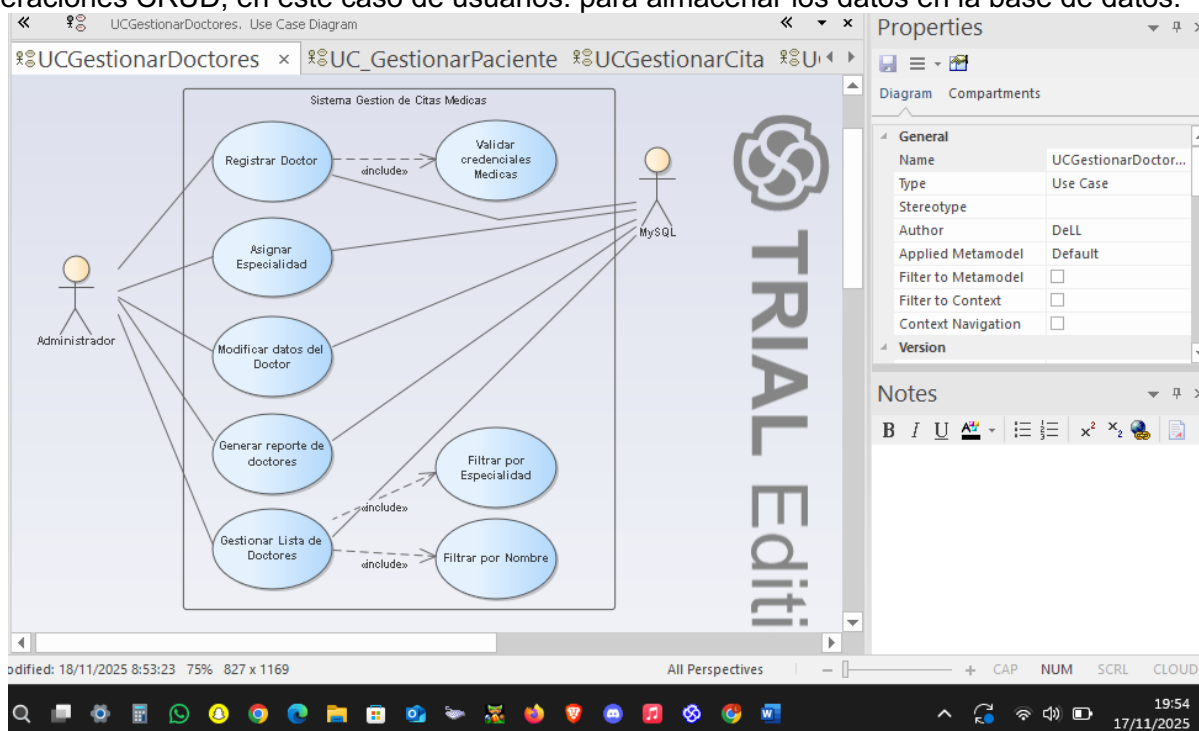 eraciones CRUD, en este caso de usuarios. para almacenar los datos en la base de datos.
UCGestionarDoctores. Use Case Diagram
UCGestionarDoctores
UC_GestionarPaciente
UCGestionarCita
Sistema Gestion de Citas Medicas
Registrar Doctor
«include»
Validar
credenciales
Medicas
MySQL
Asignar
Especialidad
Administrador
Modificar datos del
Doctor
Generar reporte de
doctores
Filtrar por
Especialidad
«include»
Gestionar Lista de
Doctores
«include»
Filtrar por Nombre
TRIAL Editi
Properties
Diagram Compartments
General
Name UCGestionarDoctor...
Type Use Case
Stereotype
Author DeLL
Applied Metamodel Default
Filter to Metamodel
Filter to Context
Context Navigation
Version
Notes
B I U
odified: 18/11/2025 8:53:23 75% 827 x 1169 All Perspectives CAP NUM SCRL CLOUD
19:54
17/11/2025